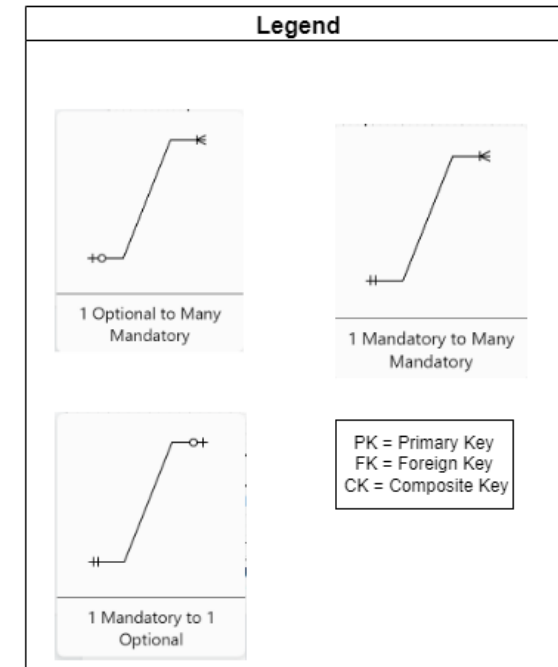 Legend
1 Optional to Many
Mandatory
1 Mandatory to Many
Mandatory
PK = Primary Key
FK = Foreign Key
CK = Composite Key
1 Mandatory to 1
Optional